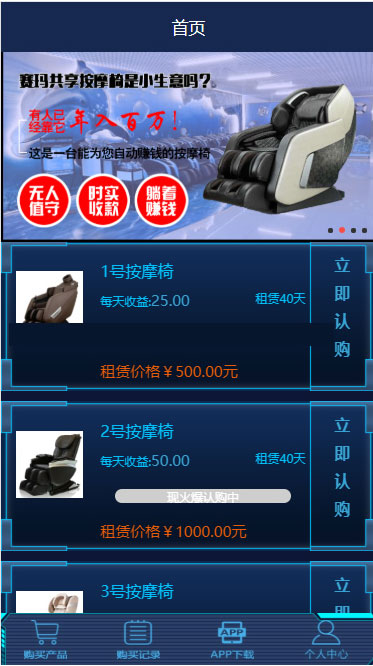 首页
赛玛共享按摩椅是小生意吗?
有人已
经靠它
年入百万!
这是一台能为您自动赚钱的按摩椅
无人
值守
时实
收款
躺着
赚钱
1号按摩椅
每天收益:25.00 租赁40天
租赁价格￥500.00元
立即认购
2号按摩椅
每天收益:50.00 租赁40天
现火爆认购中
租赁价格￥1000.00元
立即认购
3号按摩椅
立即
购买产品 购买记录 APP下载 个人中心